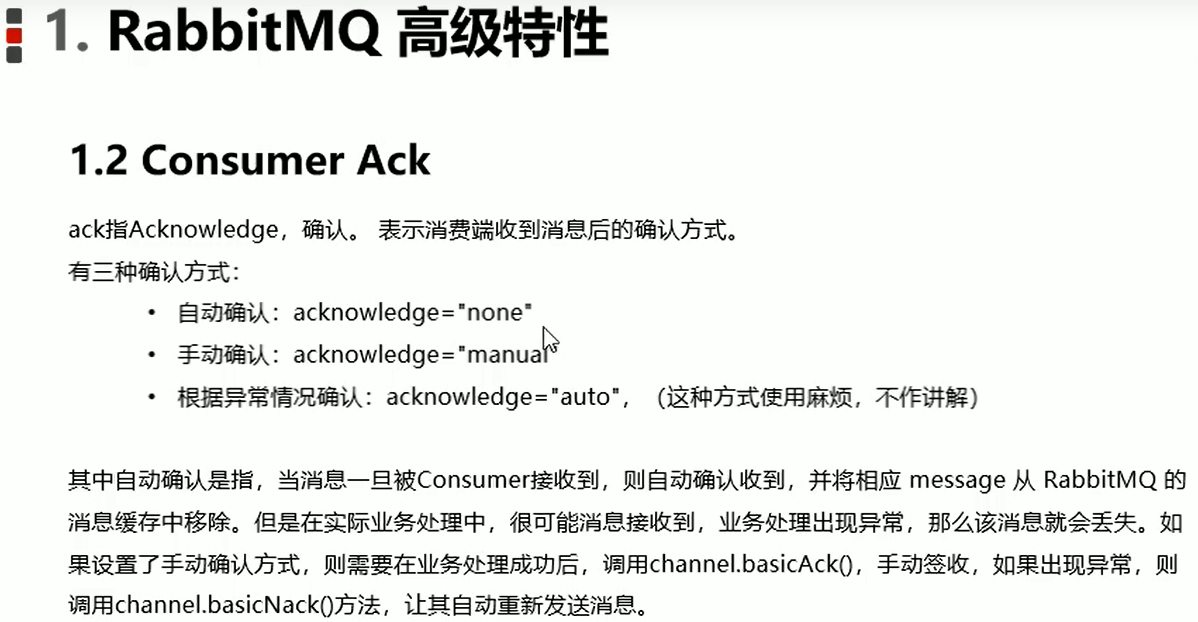 1. RabbitMQ 高级特性
1.2 Consumer Ack
ack指Acknowledge，确认。 表示消费端收到消息后的确认方式。
有三种确认方式：
• 自动确认：acknowledge="none"
• 手动确认：acknowledge="manual"
• 根据异常情况确认：acknowledge="auto"，（这种方式使用麻烦，不作讲解）
其中自动确认是指，当消息一旦被Consumer接收到，则自动确认收到，并将相应 message 从 RabbitMQ 的
消息缓存中移除。但是在实际业务处理中，很可能消息接收到，业务处理出现异常，那么该消息就会丢失。如
果设置了手动确认方式，则需要在业务处理成功后，调用channel.basicAck()，手动签收，如果出现异常，则
调用channel.basicNack()方法，让其自动重新发送消息。